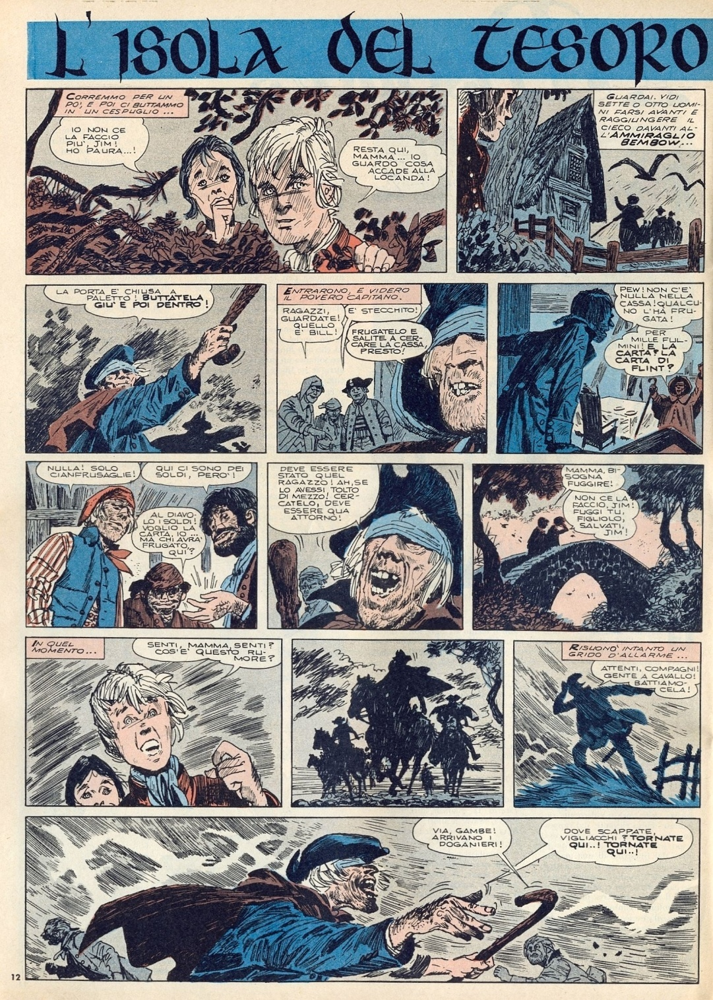 L'ISOLA DEL TESORO
CORREMMO PER UN
PO', E POI CI BUTTAMMO
IN UN CESPUGLIO ...
IO NON CE
LA FACCIO
PIU', JIM!
HO PAURA...!
RESTA QUI,
MAMMA... IO
GUARDO COSA
ACCADE ALLA
LOCANDA!
GUARDAI. VIDI
SETTE O OTTO UOMI-
NI FARSI AVANTI E
RAGGIUNGERE IL
CIECO DAVANTI AL-
L'AMMIRAGLIO
BEMBOW...
LA PORTA E' CHIUSA A
PALETTO! BUTTATELA
GIU' E POI DENTRO!
ENTRARONO, E VIDERO
IL POVERO CAPITANO.
RAGAZZI,
GUARDATE!
QUELLO
E' BILL!
E' STECCHITO!
FRUGATELO E
SALITE A CER-
CARE LA CASSA,
PRESTO!
PEW! NON C'E'
NULLA NELLA
CASSA! QUALCU-
NO L'HA FRU-
GATA!
PER
MILLE FUL-
MINI! E LA
CARTA? LA
CARTA DI
FLINT?
NULLA! SOLO
CIANFRUSAGLIE!
QUI CI SONO DEI
SOLDI, PERO'!
AL DIAVO-
LO I SOLDI!
VOGLIO LA
CARTA, IO ...
MA CHI AVRA'
FRUGATO,
QUI?
DEVE ESSERE
STATO QUEL
RAGAZZO! AH, SE
LO AVESSI TOLTO
DI MEZZO! CER-
CATELO, DEVE
ESSERE QUA
ATTORNO!
MAMMA, BI-
SOGNA
FUGGIRE!
NON CE LA
FACCIO, JIM!
FUGGI TU,
FIGLIOLO,
SALVATI,
JIM!
IN QUEL
MOMENTO...
SENTI, MAMMA, SENTI?
COS'E' QUESTO RU-
MORE?
RISUONO' INTANTO UN
GRIDO D'ALLARME ...
ATTENTI, COMPAGNI!
GENTE A CAVALLO!
BATTIAMO-
CELA!
VIA, GAMBE!
ARRIVANO I
DOGANIERI!
DOVE SCAPPATE,
VIGLIACCHI? TORNATE
QUI..! TORNATE
QUI..!
12